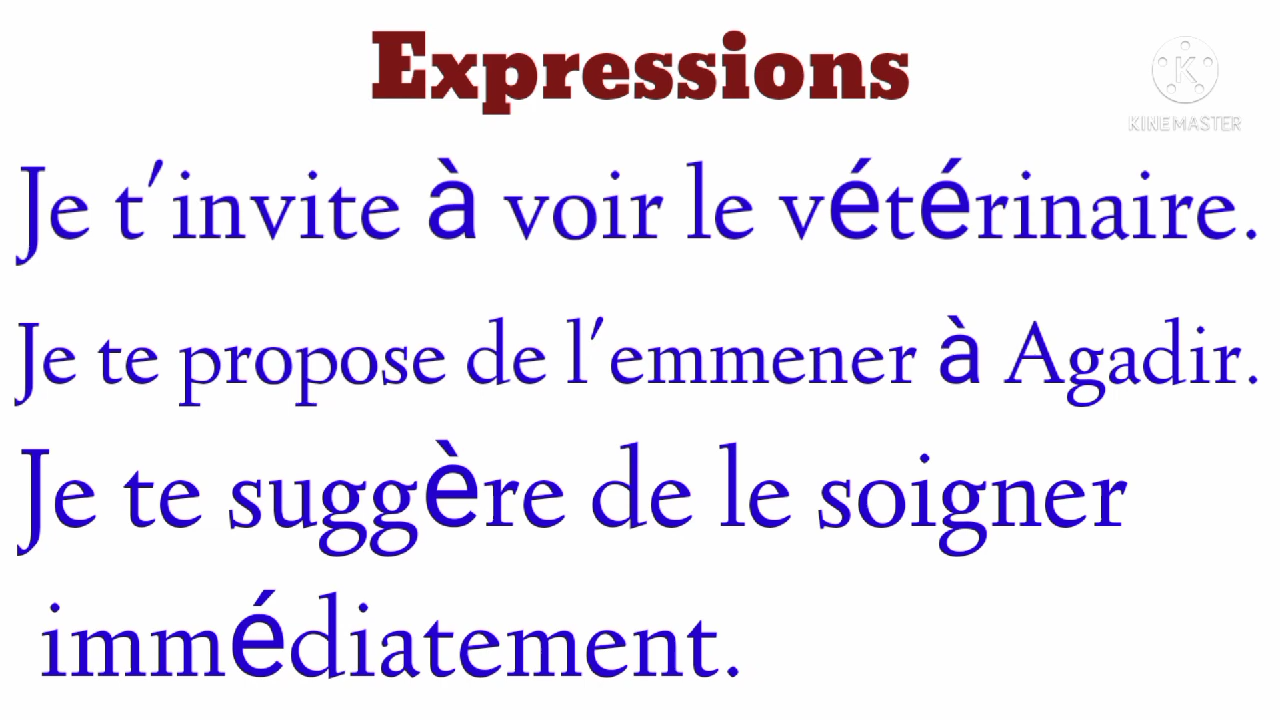 Expressions
KINEMASTER
Je t'invite à voir le vétérinaire.
Je te propose de l'emmener à Agadir.
Je te suggère de le soigner
immédiatement.